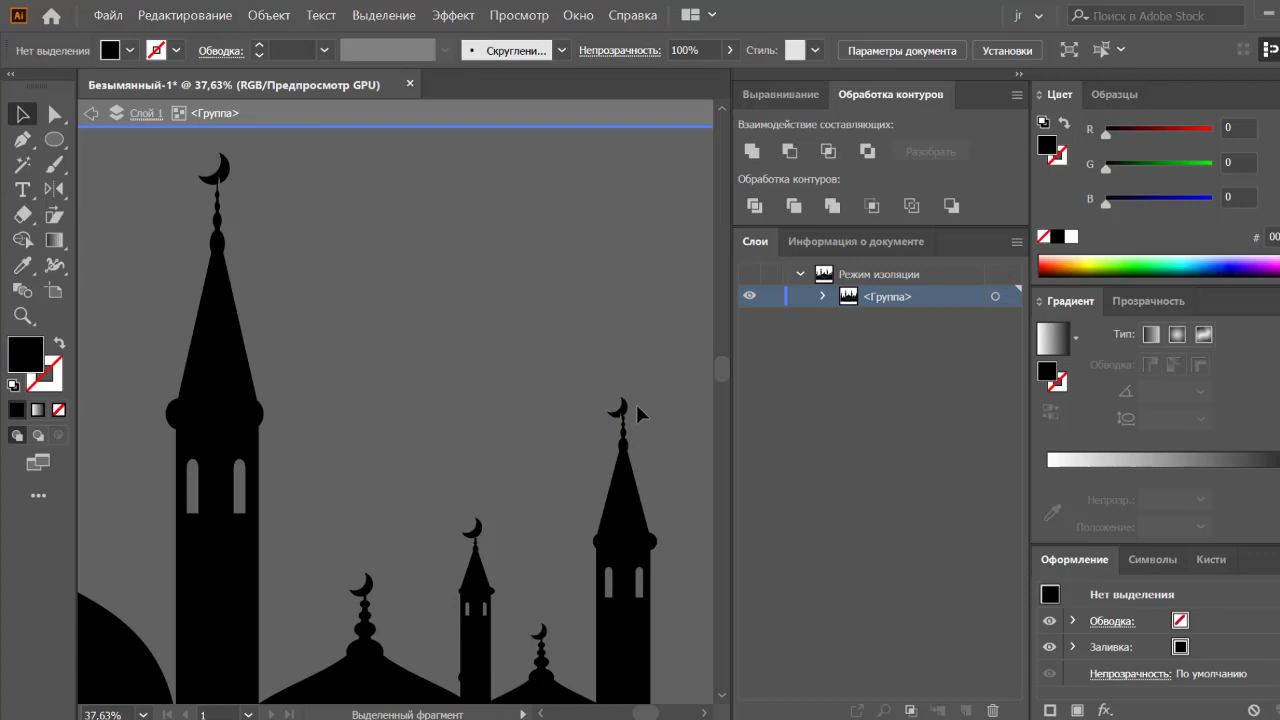 Ai Файл Редактирование Объект Текст Выделение Эффект Просмотр Окно Справка jr Поиск в Adobe Stock
Нет выделения Обводка: • Скруглени... Непрозрачность: 100% Стиль: Параметры документа Установки
Безымянный-1* @ 37,63% (RGB/Предпросмотр GPU)
Слой 1 <Группа>
Выравнивание Обработка контуров
Взаимодействие составляющих:
Разобрать
Обработка контуров:
Слои Информация о документе
Режим изоляции
<Группа>
Цвет Образцы
R 0
G 0
B 0
# 00
Градиент Прозрачность
Тип:
Обводка:
Непрозр.:
Положение:
Оформление Символы Кисти
Нет выделения
Обводка:
Заливка:
Непрозрачность: По умолчанию
fx
37,63% 1 Выделенный фрагмент